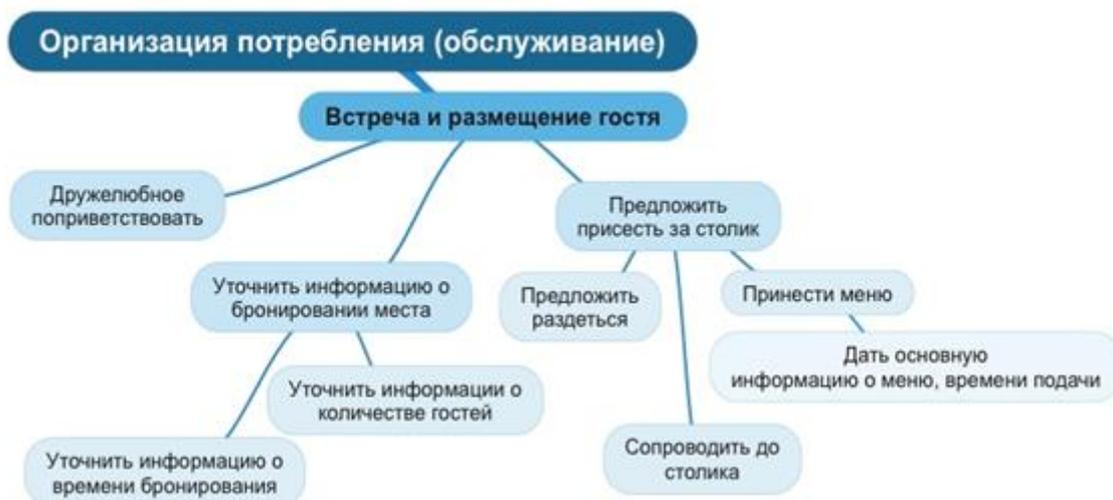 Организация потребления (обслуживание)
Встреча и размещение гостя
Дружелюбное
поприветствовать
Предложить
присесть за столик
Уточнить информацию о
бронировании места
Предложить
раздеться
Принести меню
Дать основную
информацию о меню, времени подачи
Уточнить информации о
количестве гостей
Сопроводить до
столика
Уточнить информацию о
времени бронирования